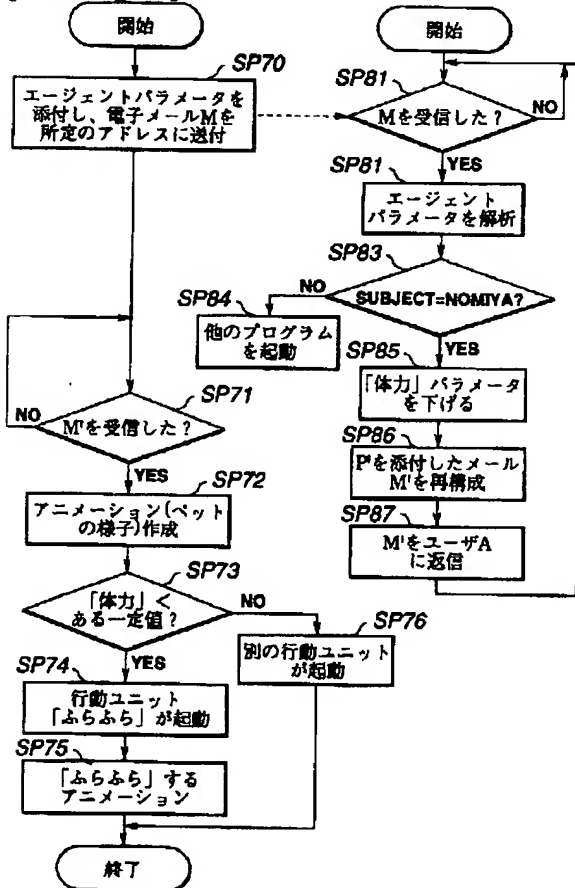 開始
SP70
エージェントパラメータを
添付し、電子メールMを
所定のアドレスに送付
NO
SP71
M'を受信した?
YES
SP72
アニメーション(ペット
の様子)作成
SP73
「体力」<
ある一定値?
NO
YES
SP76
別の行動ユニット
が起動
SP74
行動ユニット
「ふらふら」が起動
SP75
「ふらふら」する
アニメーション
終了
開始
SP81
Mを受信した?
NO
YES
SP81
エージェント
パラメータを解析
SP83
SUBJECT=NOMIYA?
NO
SP84
他のプログラム
を起動
YES
SP85
「体力」パラメータ
を下げる
SP86
P'を添付したメール
M'を再構成
SP87
M'をユーザA
に返信